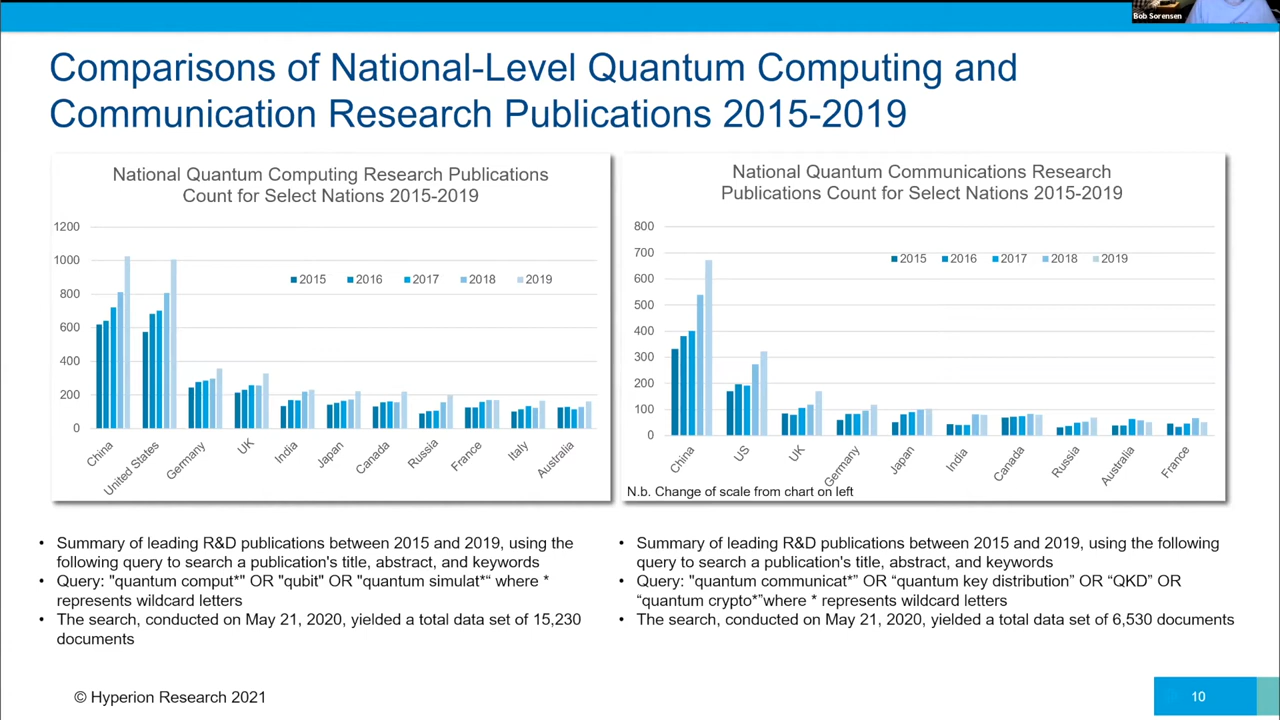 Bob Sorensen
Comparisons of National-Level Quantum Computing and
Communication Research Publications 2015-2019
National Quantum Computing Research Publications
Count for Select Nations 2015-2019
1200
1000
800
600
400
200
0
2015 2016 2017 2018 2019
China
United States
Germany
UK
India
Japan
Canada
Russia
France
Italy
Australia
National Quantum Communications Research
Publications Count for Select Nations 2015-2019
800
700
600
500
400
300
200
100
0
2015 2016 2017 2018 2019
China
US
UK
Germany
Japan
India
Canada
Russia
Australia
France
N.b. Change of scale from chart on left
• Summary of leading R&D publications between 2015 and 2019, using the
following query to search a publication's title, abstract, and keywords
• Query: "quantum comput*" OR "qubit" OR "quantum simulat*“ where *
represents wildcard letters
• The search, conducted on May 21, 2020, yielded a total data set of 15,230
documents
• Summary of leading R&D publications between 2015 and 2019, using the following
query to search a publication's title, abstract, and keywords
• Query: "quantum communicat*” OR “quantum key distribution” OR “QKD” OR
“quantum crypto*”where * represents wildcard letters
• The search, conducted on May 21, 2020, yielded a total data set of 6,530 documents
© Hyperion Research 2021
10